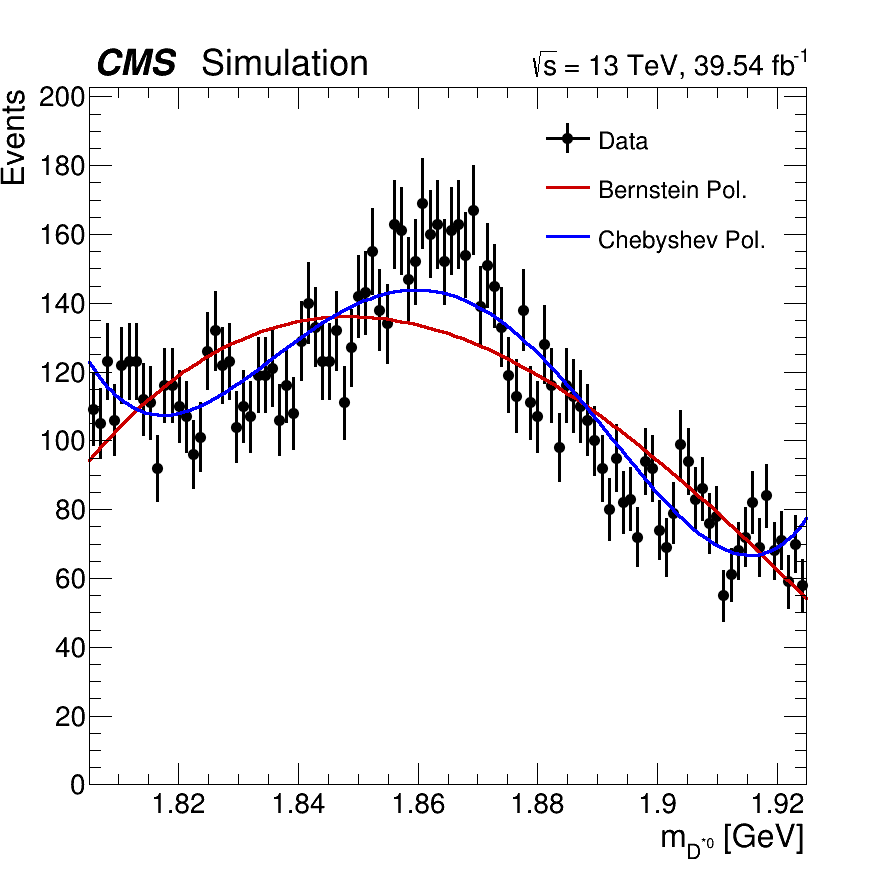 CMS Simulation
√s = 13 TeV, 39.54 fb⁻¹
Events
200
180
160
140
120
100
80
60
40
20
0
Data
Bernstein Pol.
Chebyshev Pol.
1.82 1.84 1.86 1.88 1.9 1.92
m_D*0 [GeV]